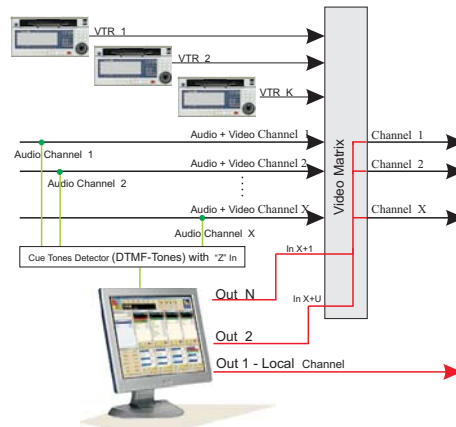 VTR 1
VTR 2
VTR K
Audio + Video Channel 1
Channel 1
Audio Channel 1
Audio + Video Channel 2
Channel 2
Audio Channel 2
Audio + Video Channel X
Channel X
Audio Channel X
Video Matrix
Cue Tones Detector (DTMF-Tones) with "Z" In
In X+1
Out N
In X+U
Out 2
Out 1 - Local Channel